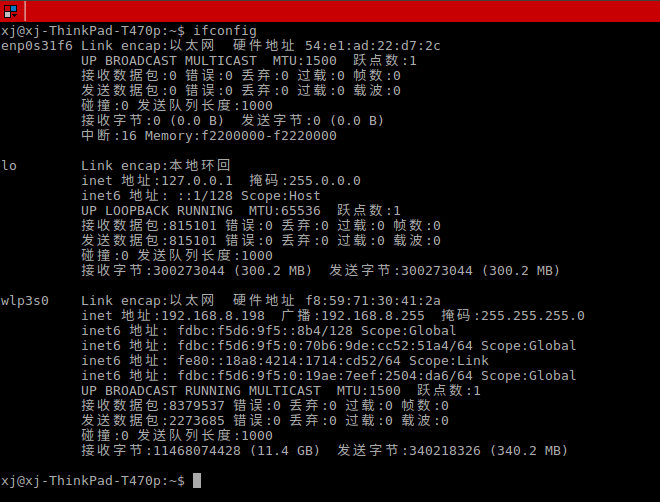 xj@xj-ThinkPad-T470p:~$ ifconfig
enp0s31f6 Link encap:以太网  硬件地址 54:e1:ad:22:d7:2c
          UP BROADCAST MULTICAST  MTU:1500  跃点数:1
          接收数据包:0 错误:0 丢弃:0 过载:0 帧数:0
          发送数据包:0 错误:0 丢弃:0 过载:0 载波:0
          碰撞:0 发送队列长度:1000
          接收字节:0 (0.0 B)  发送字节:0 (0.0 B)
          中断:16 Memory:f2200000-f2220000

lo        Link encap:本地环回
          inet 地址:127.0.0.1  掩码:255.0.0.0
          inet6 地址: ::1/128 Scope:Host
          UP LOOPBACK RUNNING  MTU:65536  跃点数:1
          接收数据包:815101 错误:0 丢弃:0 过载:0 帧数:0
          发送数据包:815101 错误:0 丢弃:0 过载:0 载波:0
          碰撞:0 发送队列长度:1000
          接收字节:300273044 (300.2 MB)  发送字节:300273044 (300.2 MB)

wlp3s0    Link encap:以太网  硬件地址 f8:59:71:30:41:2a
          inet 地址:192.168.8.198  广播:192.168.8.255  掩码:255.255.255.0
          inet6 地址: fdbc:f5d6:9f5::8b4/128 Scope:Global
          inet6 地址: fdbc:f5d6:9f5:0:70b6:9de:cc52:51a4/64 Scope:Global
          inet6 地址: fe80::18a8:4214:1714:cd52/64 Scope:Link
          inet6 地址: fdbc:f5d6:9f5:0:19ae:7eef:2504:da6/64 Scope:Global
          UP BROADCAST RUNNING MULTICAST  MTU:1500  跃点数:1
          接收数据包:8379537 错误:0 丢弃:0 过载:0 帧数:0
          发送数据包:2273685 错误:0 丢弃:0 过载:0 载波:0
          碰撞:0 发送队列长度:1000
          接收字节:11468074428 (11.4 GB)  发送字节:340218326 (340.2 MB)

xj@xj-ThinkPad-T470p:~$